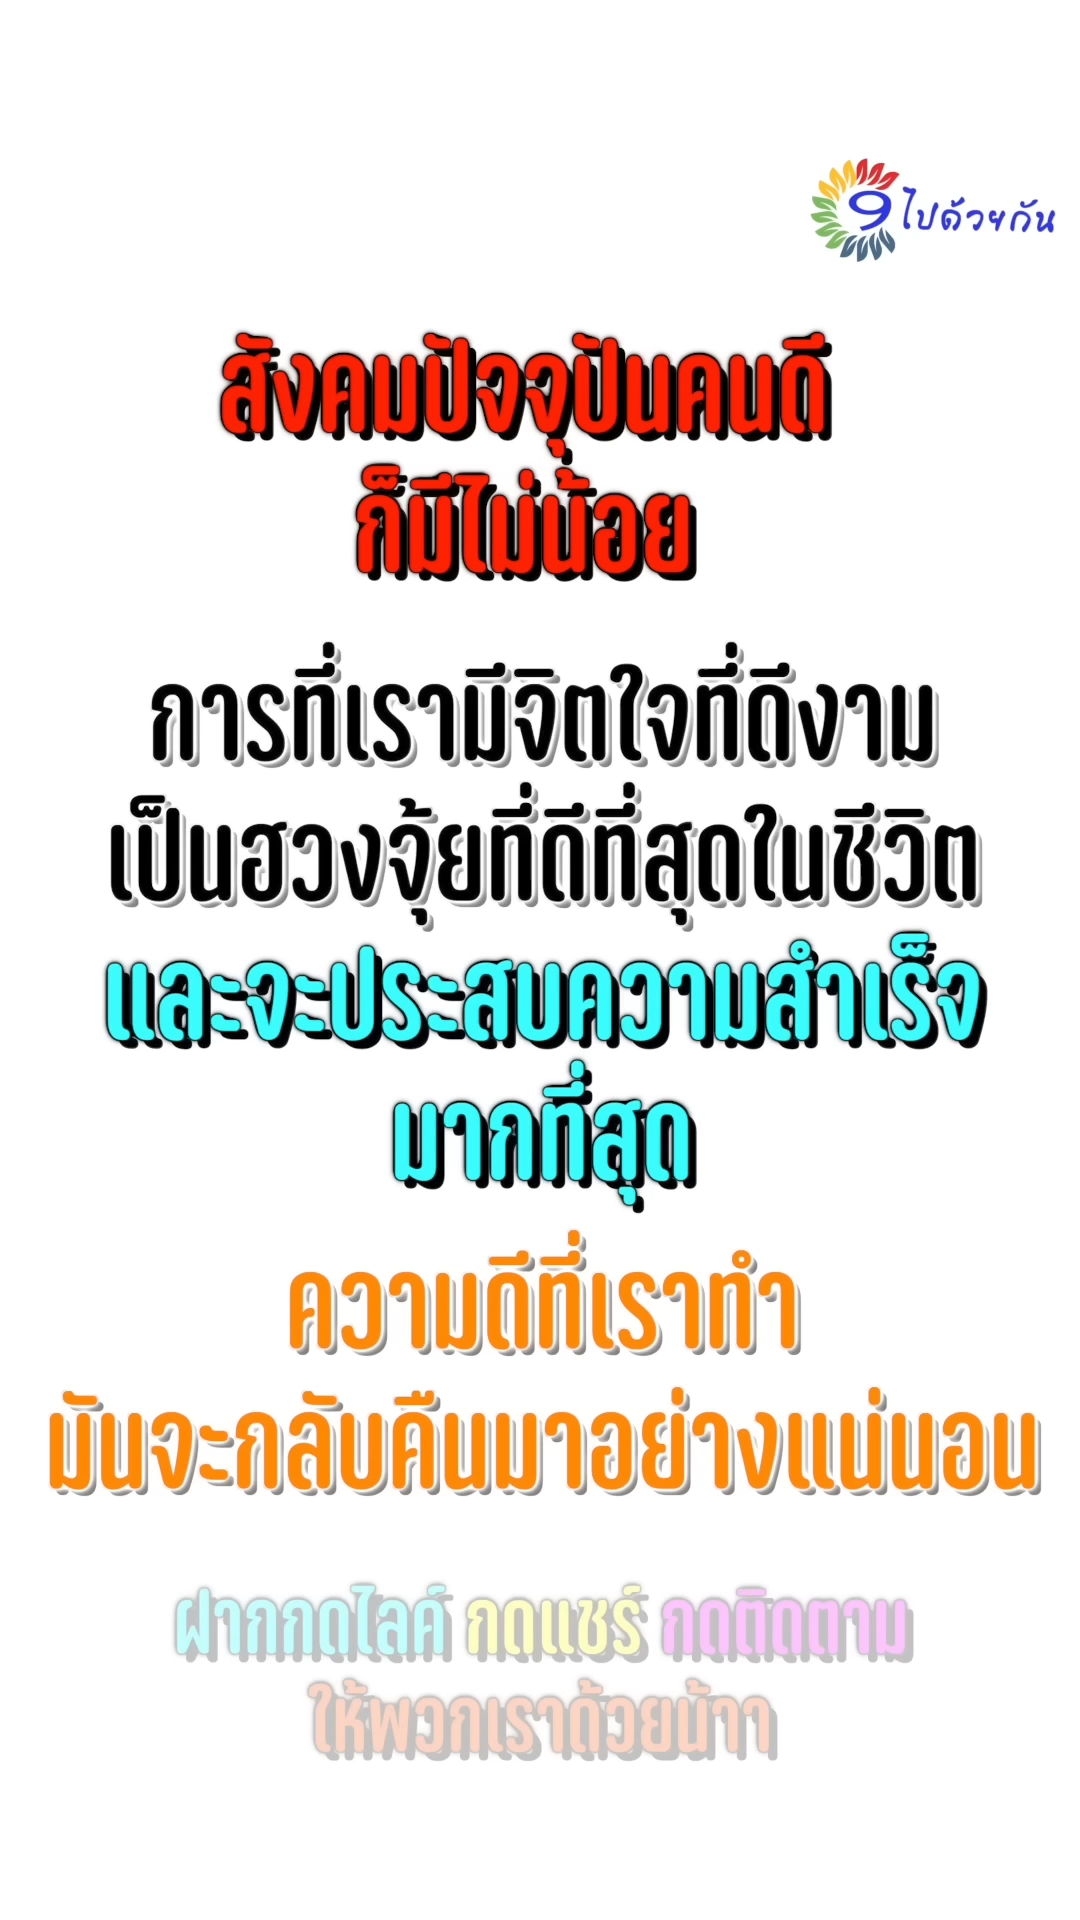 9 ไปด้วยกัน
สังคมปัจจุปันคนดี
ก็มีไม่น้อย
การที่เรามีจิตใจที่ดีงาม
เป็นฮวงจุ้ยที่ดีที่สุดในชีวิต
และจะประสบความสำเร็จ
มากที่สุด
ความดีที่เราทำ
มันจะกลับคืนมาอย่างแน่นอน
ฝากกดไลค์ กดแชร์ กดติดตาม
ให้พวกเราด้วยน้าา